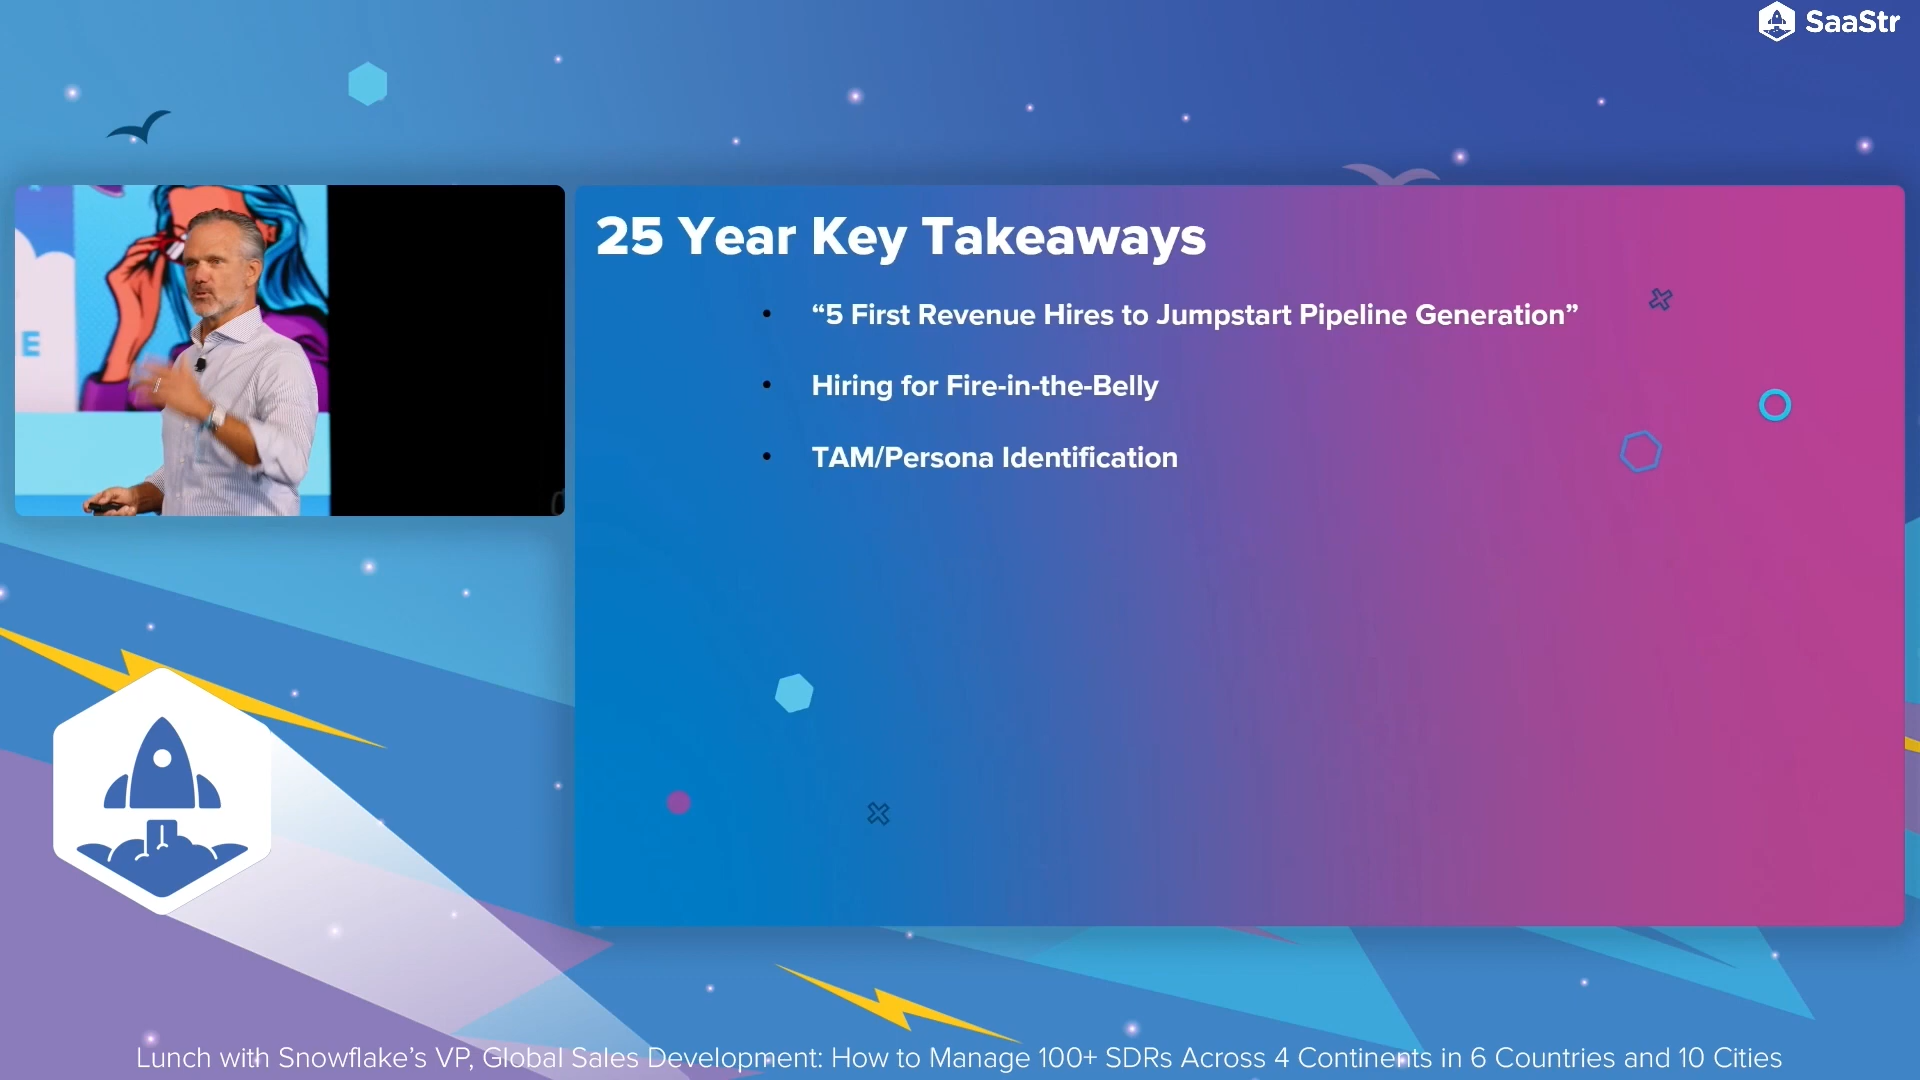 SaaStr
E
25 Year Key Takeaways
• “5 First Revenue Hires to Jumpstart Pipeline Generation”
• Hiring for Fire-in-the-Belly
• TAM/Persona Identification
Lunch with Snowflake’s VP, Global Sales Development: How to Manage 100+ SDRs Across 4 Continents in 6 Countries and 10 Cities